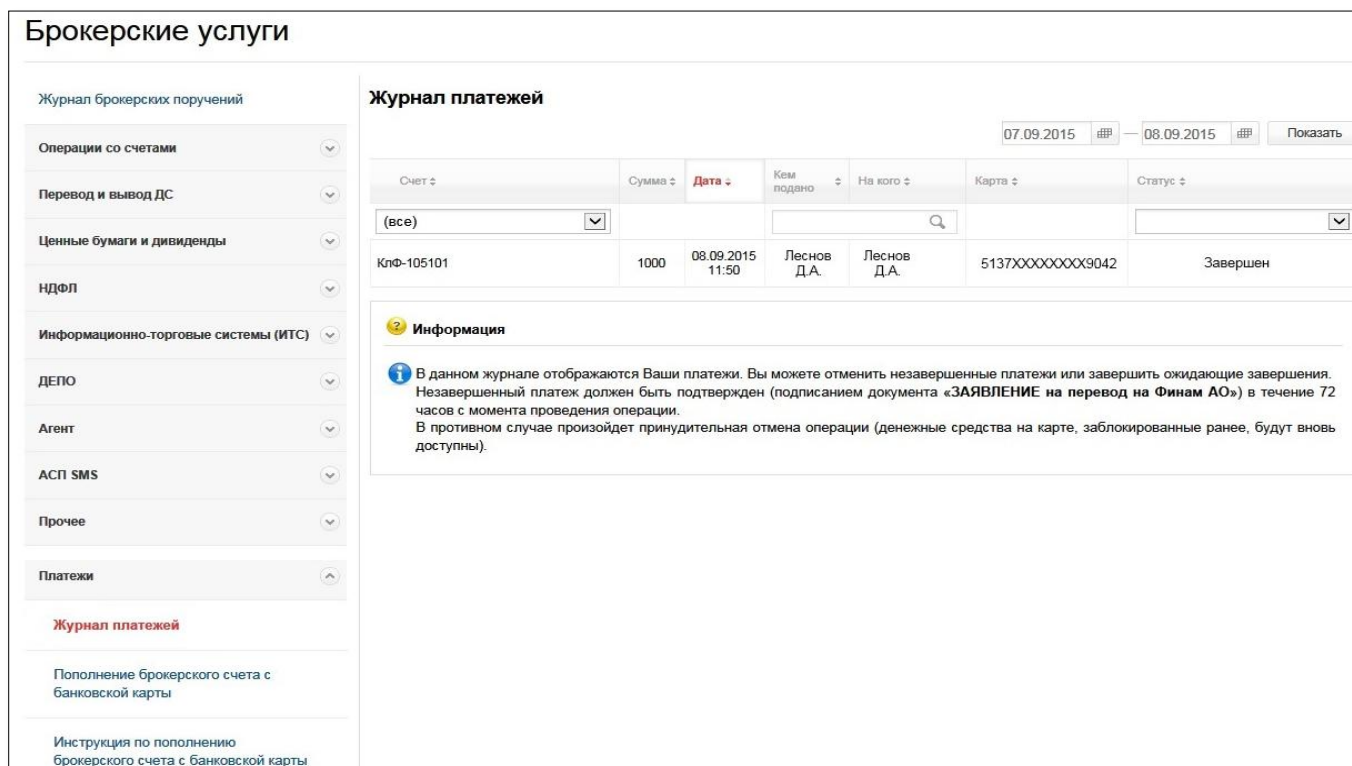 Брокерские услуги
Журнал брокерских поручений
Операции со счетами
Перевод и вывод ДС
Ценные бумаги и дивиденды
НДФЛ
Информационно-торговые системы (ИТС)
ДЕПО
Агент
АСП SMS
Прочее
Платежи
Журнал платежей
Пополнение брокерского счета с
банковской карты
Инструкция по пополнению
брокерского счета с банковской карты
Журнал платежей
07.09.2015 — 08.09.2015 Показать
Счет Сумма Дата Кем подано На кого Карта Статус
(все)
КлФ-105101 1000 08.09.2015 11:50 Леснов Д.А. Леснов Д.А. 5137XXXXXXXX9042 Завершен
Информация
В данном журнале отображаются Ваши платежи. Вы можете отменить незавершенные платежи или завершить ожидающие завершения.
Незавершенный платеж должен быть подтвержден (подписанием документа «ЗАЯВЛЕНИЕ на перевод на Финам АО») в течение 72
часов с момента проведения операции.
В противном случае произойдет принудительная отмена операции (денежные средства на карте, заблокированные ранее, будут вновь
доступны).